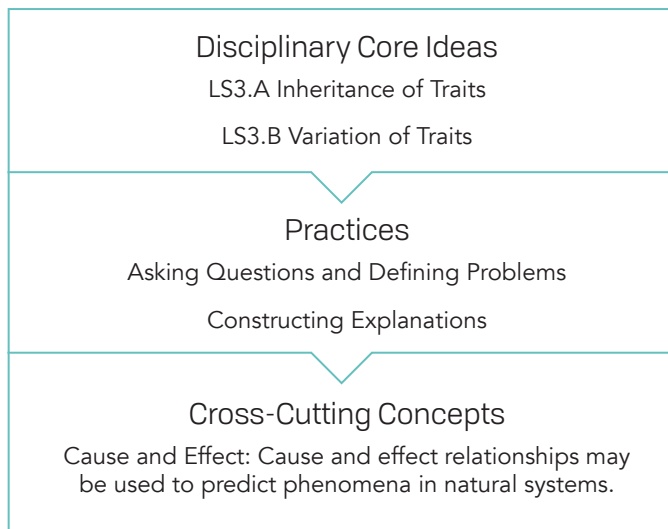 Disciplinary Core Ideas
LS3.A Inheritance of Traits
LS3.B Variation of Traits
Practices
Asking Questions and Defining Problems
Constructing Explanations
Cross-Cutting Concepts
Cause and Effect: Cause and effect relationships may
be used to predict phenomena in natural systems.